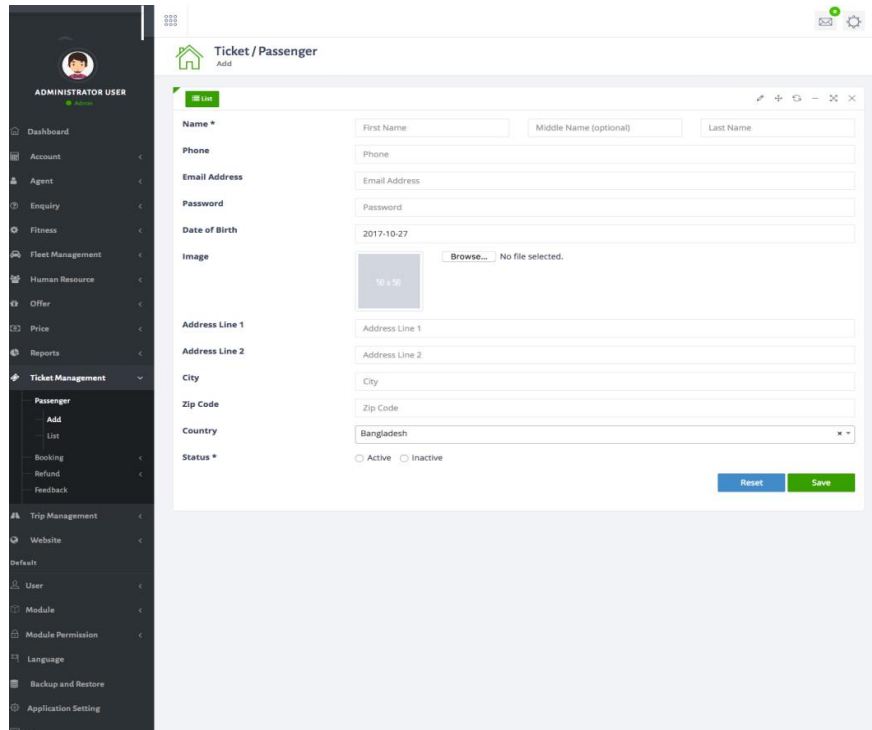 ADMINISTRATOR USER
Admin
Dashboard
Account
Agent
Enquiry
Fitness
Fleet Management
Human Resource
Offer
Price
Reports
Ticket Management
Passenger
Add
List
Booking
Refund
Feedback
Trip Management
Website
Default
User
Module
Module Permission
Language
Backup and Restore
Application Setting
Ticket / Passenger
Add
List
Name * First Name Middle Name (optional) Last Name
Phone Phone
Email Address Email Address
Password Password
Date of Birth 2017-10-27
Image Browse... No file selected.
Address Line 1 Address Line 1
Address Line 2 Address Line 2
City City
Zip Code Zip Code
Country Bangladesh
Status * Active Inactive
Reset Save